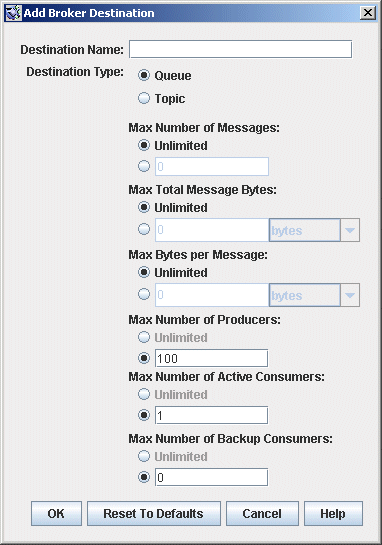 Add Broker Destination
Destination Name:
Destination Type: Queue
Topic
Max Number of Messages:
Unlimited
0
Max Total Message Bytes:
Unlimited
0 bytes
Max Bytes per Message:
Unlimited
0 bytes
Max Number of Producers:
Unlimited
100
Max Number of Active Consumers:
Unlimited
1
Max Number of Backup Consumers:
Unlimited
0
OK Reset To Defaults Cancel Help